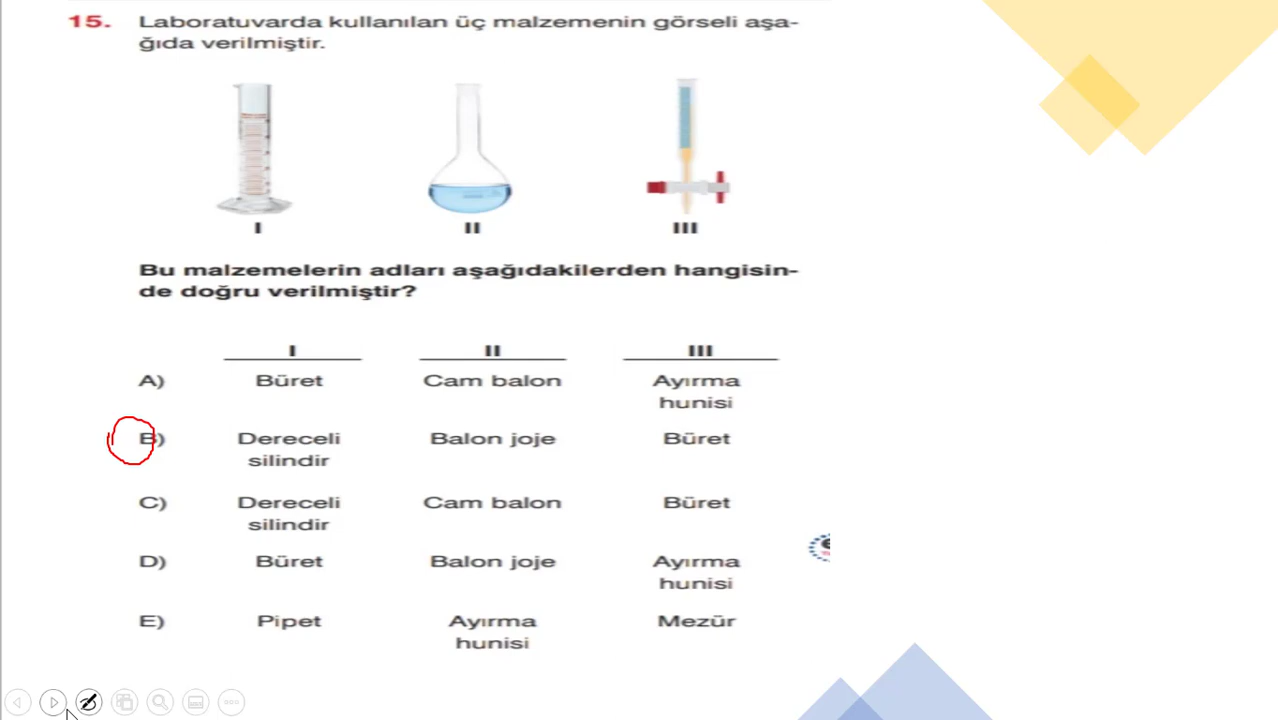 15. Laboratuvarda kullanılan üç malzemenin görseli aşa-
ğıda verilmiştir.
I II III
Bu malzemelerin adları aşağıdakilerden hangisin-
de doğru verilmiştir?
I II III
A) Büret Cam balon Ayırma
hunisi
B) Dereceli Balon joje Büret
silindir
C) Dereceli Cam balon Büret
silindir
D) Büret Balon joje Ayırma
hunisi
E) Pipet Ayırma Mezür
hunisi